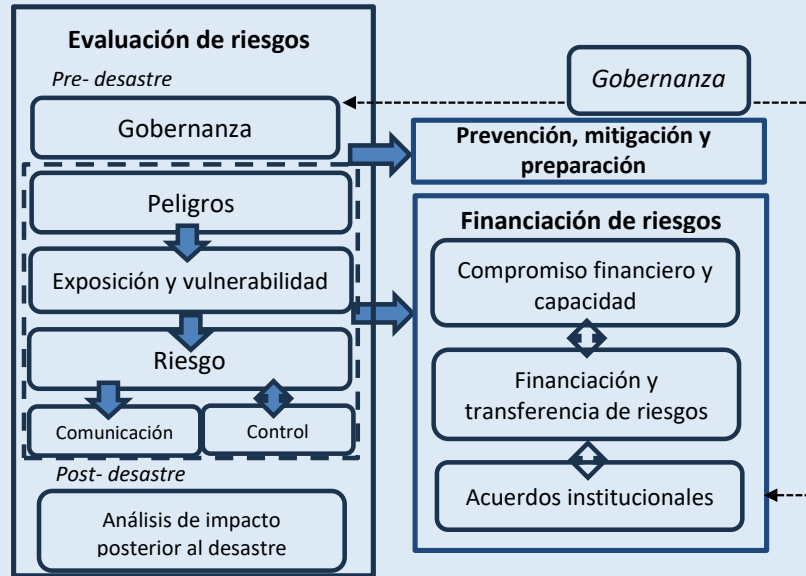 Evaluación de riesgos
Pre- desastre
Gobernanza
Peligros
Exposición y vulnerabilidad
Riesgo
Comunicación
Control
Post- desastre
Análisis de impacto
posterior al desastre
Gobernanza
Prevención, mitigación y
preparación
Financiación de riesgos
Compromiso financiero y
capacidad
Financiación y
transferencia de riesgos
Acuerdos institucionales